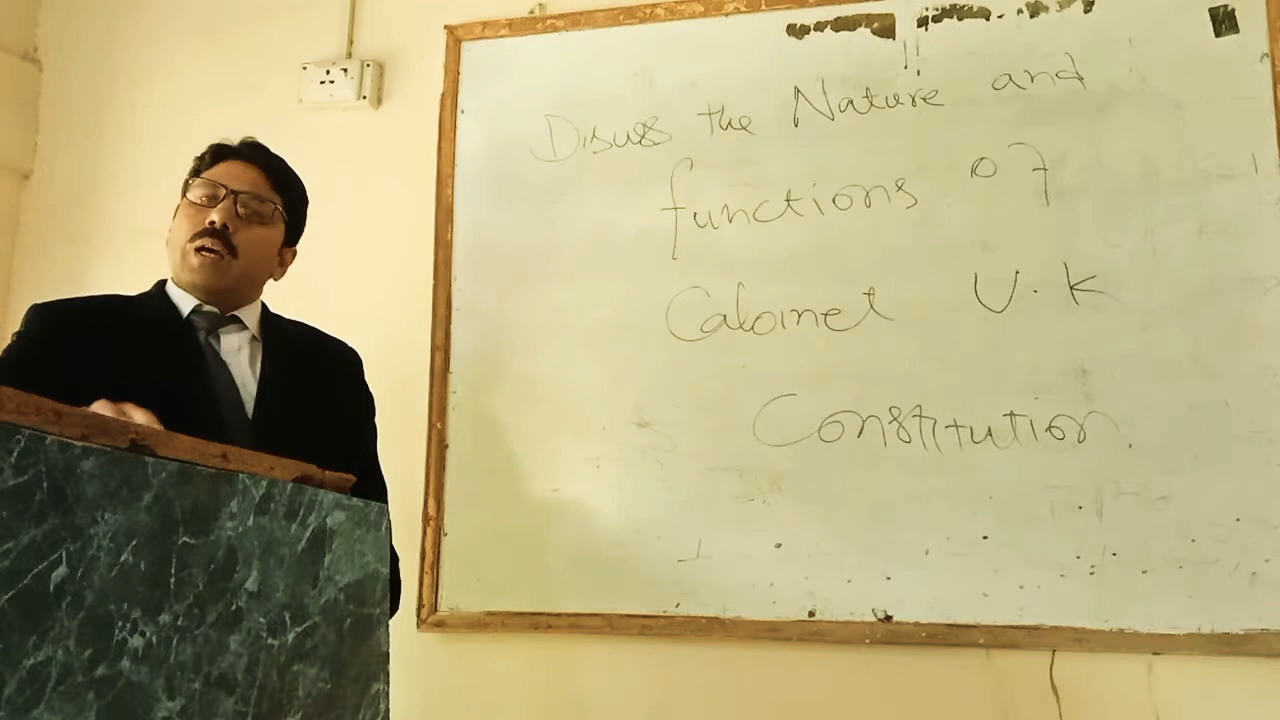 Discuss the Nature and
functions of
Cabinet U.K
Constitution.